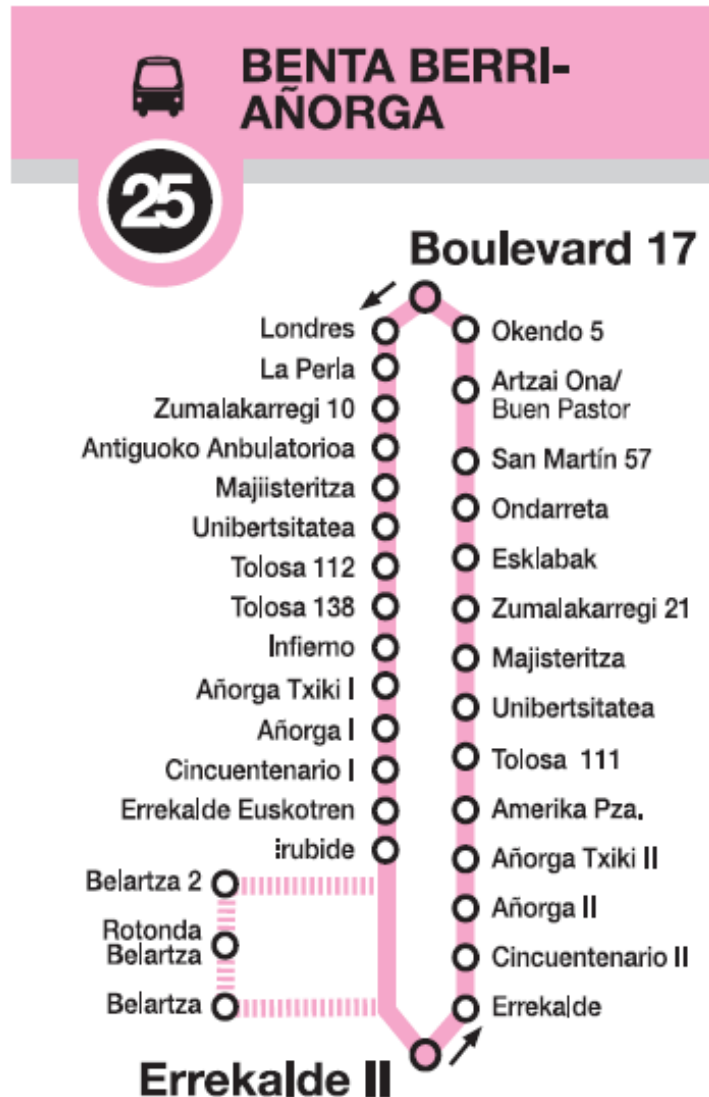 BENTA BERRI-
AÑORGA
25
Boulevard 17
Londres
La Perla
Zumalakarregi 10
Antiguoko Anbulatorioa
Majiisteritza
Unibertsitatea
Tolosa 112
Tolosa 138
Infierno
Añorga Txiki I
Añorga I
Cincuentenario I
Errekalde Euskotren
irubide
Belartza 2
Rotonda
Belartza
Belartza
Errekalde II
Okendo 5
Artzai Ona/
Buen Pastor
San Martín 57
Ondarreta
Esklabak
Zumalakarregi 21
Majisteritza
Unibertsitatea
Tolosa 111
Amerika Pza.
Añorga Txiki II
Añorga II
Cincuentenario II
Errekalde